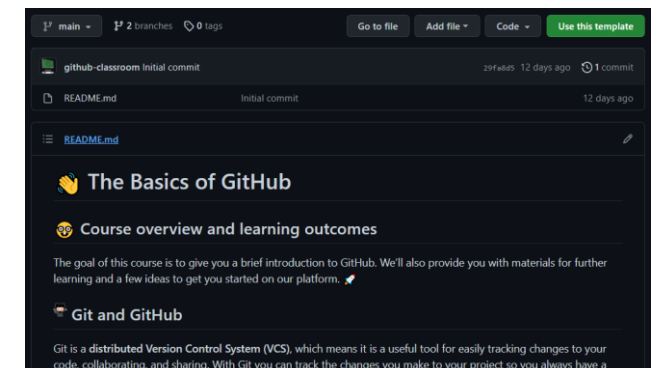 main 2 branches 0 tags Go to file Add file Code Use this template
github-classroom Initial commit 29fe8d5 12 days ago 1 commit
README.md Initial commit 12 days ago
README.md
The Basics of GitHub
Course overview and learning outcomes
The goal of this course is to give you a brief introduction to GitHub. We'll also provide you with materials for further
learning and a few ideas to get you started on our platform.
Git and GitHub
Git is a distributed Version Control System (VCS), which means it is a useful tool for easily tracking changes to your
code, collaborating, and sharing. With Git you can track the changes you make to your project so you always have a